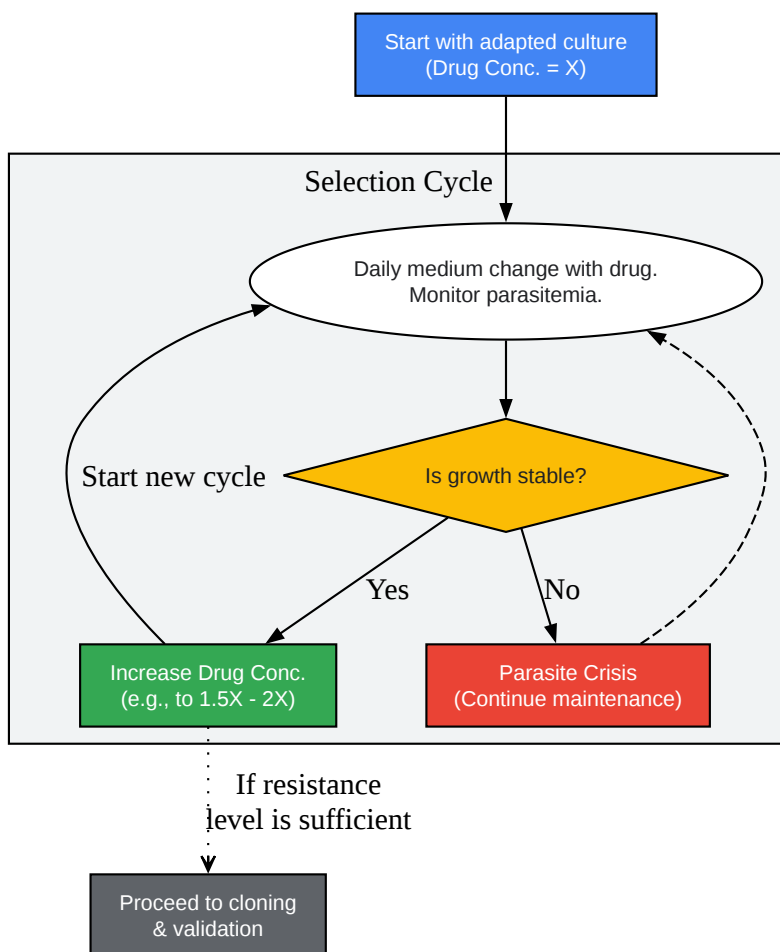 Start with adapted culture
(Drug Conc. = X)
Selection Cycle
Daily medium change with drug.
Monitor parasitemia.
Start new cycle
Is growth stable?
Yes
No
Increase Drug Conc.
(e.g., to 1.5X - 2X)
Parasite Crisis
(Continue maintenance)
If resistance
level is sufficient
Proceed to cloning
& validation